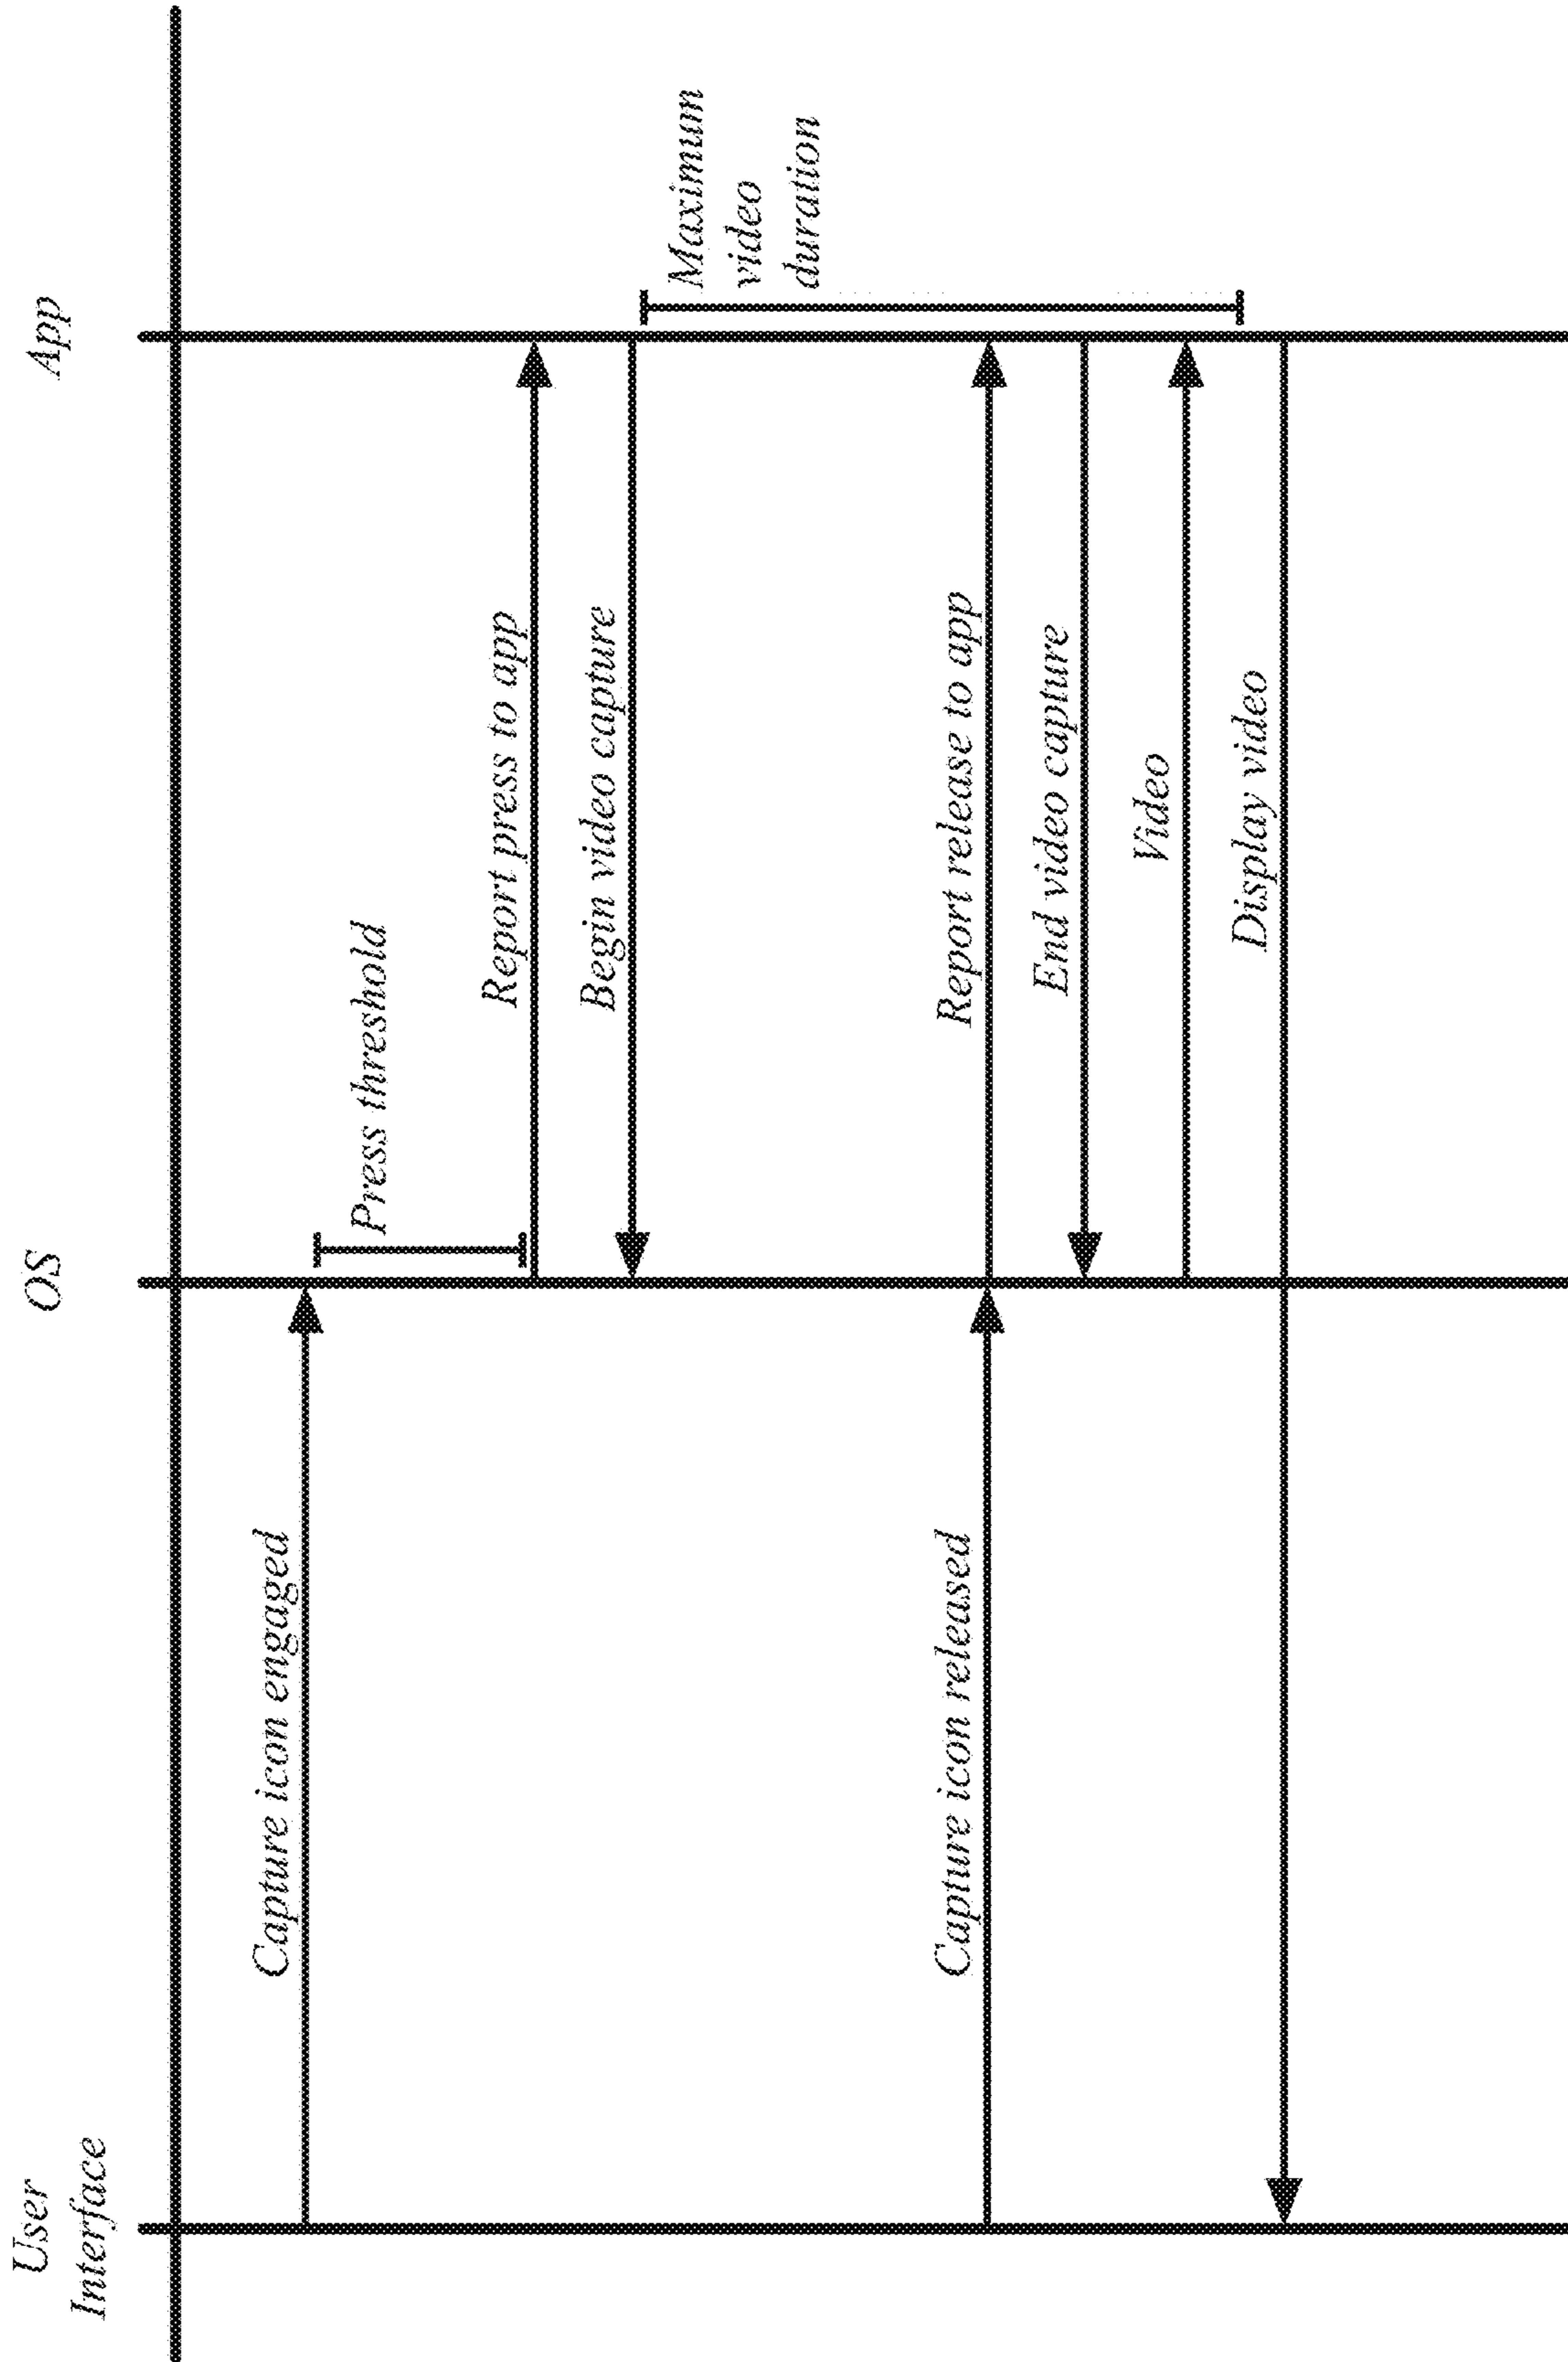 User
Interface
OS
App
Capture icon engaged
Press threshold
Report press to app
Begin video capture
Maximum
video
duration
Capture icon released
Report release to app
End video capture
Video
Display video